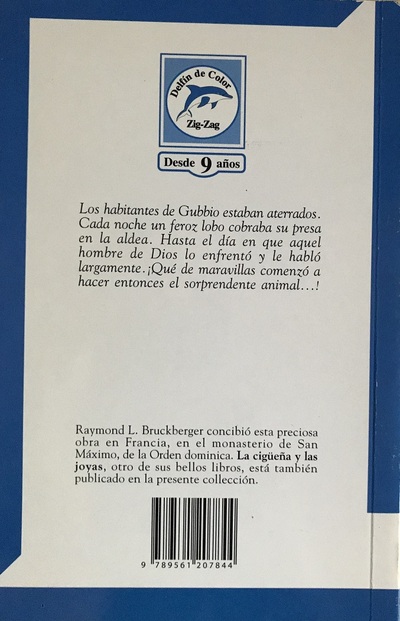 Delfín de Color
Zig-Zag
Desde 9 años
Los habitantes de Gubbio estaban aterrados.
Cada noche un feroz lobo cobraba su presa
en la aldea. Hasta el día en que aquel
hombre de Dios lo enfrentó y le habló
largamente. ¡Qué de maravillas comenzó a
hacer entonces el sorprendente animal...!
Raymond L. Bruckberger concibió esta preciosa
obra en Francia, en el monasterio de San
Máximo, de la Orden dominica. La cigüeña y las
joyas, otro de sus bellos libros, está también
publicado en la presente colección.
9 789561 207844